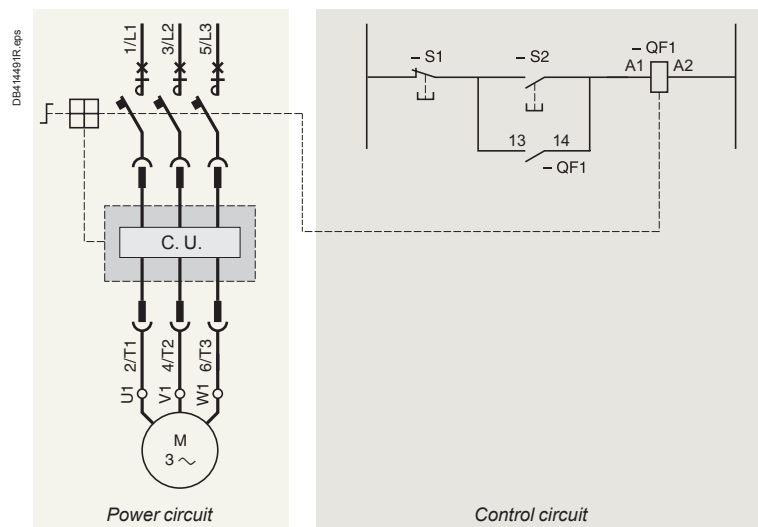 DB414491R.eps
1/L1
3/L2
5/L3
C. U.
2/T1
4/T2
6/T3
U1
V1
W1
M
3 ~
Power circuit
– S1
– S2
– QF1
A1
A2
13
14
– QF1
Control circuit